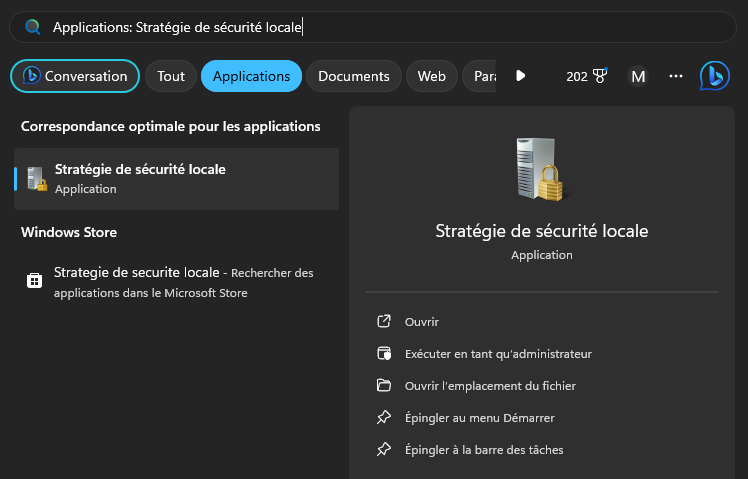 Applications: Stratégie de sécurité locale
Conversation
Tout
Applications
Documents
Web
Para
202
M
Correspondance optimale pour les applications
Stratégie de sécurité locale
Application
Windows Store
Strategie de securite locale - Rechercher des
applications dans le Microsoft Store
Stratégie de sécurité locale
Application
Ouvrir
Exécuter en tant qu'administrateur
Ouvrir l'emplacement du fichier
Épingler au menu Démarrer
Épingler à la barre des tâches